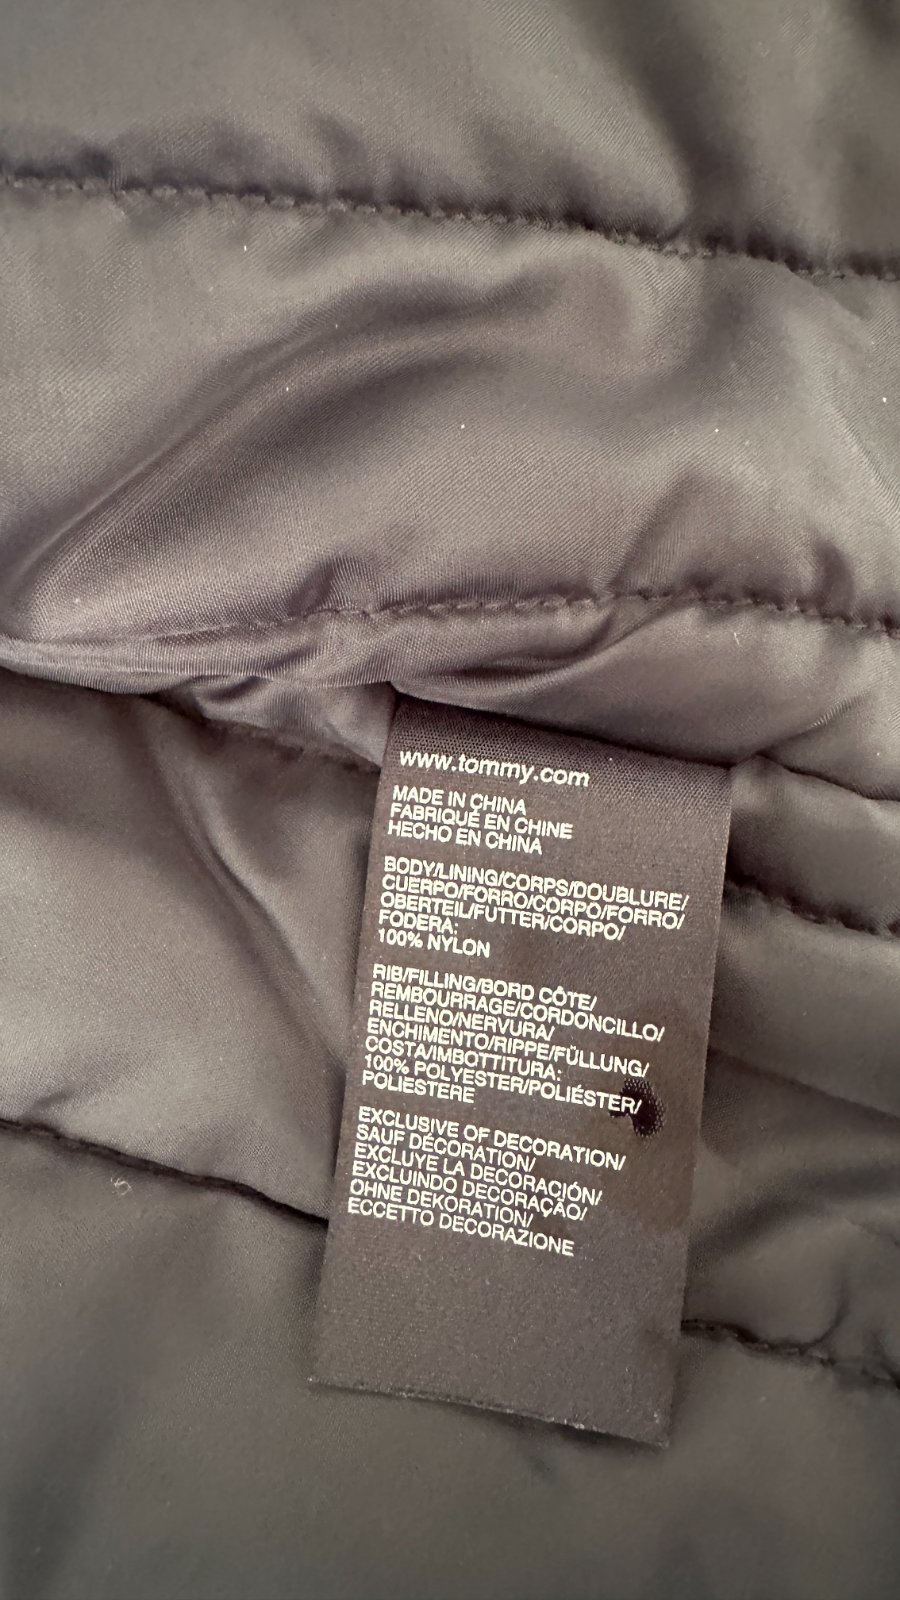 www.tommy.com
MADE IN CHINA
FABRIQUÉ EN CHINE
HECHO EN CHINA
BODY/LINING/CORPS/DOUBLURE/
CUERPO/FORRO/CORPO/FORRO/
OBERTEIL/FUTTER/CORPO/
FODERA:
100% NYLON
RIB/FILLING/BORD CÔTE/
REMBOURRAGE/CORDONCILLO/
RELLENO/NERVURA/
ENCHIMENTO/RIPPE/FÜLLUNG/
COSTA/IMBOTTITURA:
100% POLYESTER/POLIÉSTER/
POLIESTERE
EXCLUSIVE OF DECORATION/
SAUF DÉCORATION/
EXCLUYE LA DECORACIÓN/
EXCLUINDO DECORAÇÃO/
OHNE DEKORATION/
ECCETTO DECORAZIONE